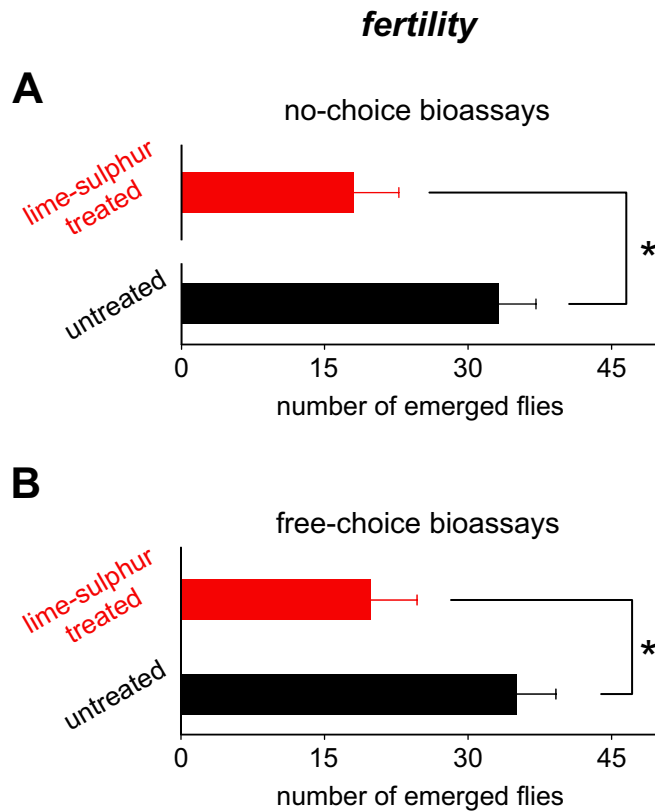 fertility
A
no-choice bioassays
lime-sulphur
treated
*
untreated
0 15 30 45
number of emerged flies
B
free-choice bioassays
lime-sulphur
treated
*
untreated
0 15 30 45
number of emerged flies